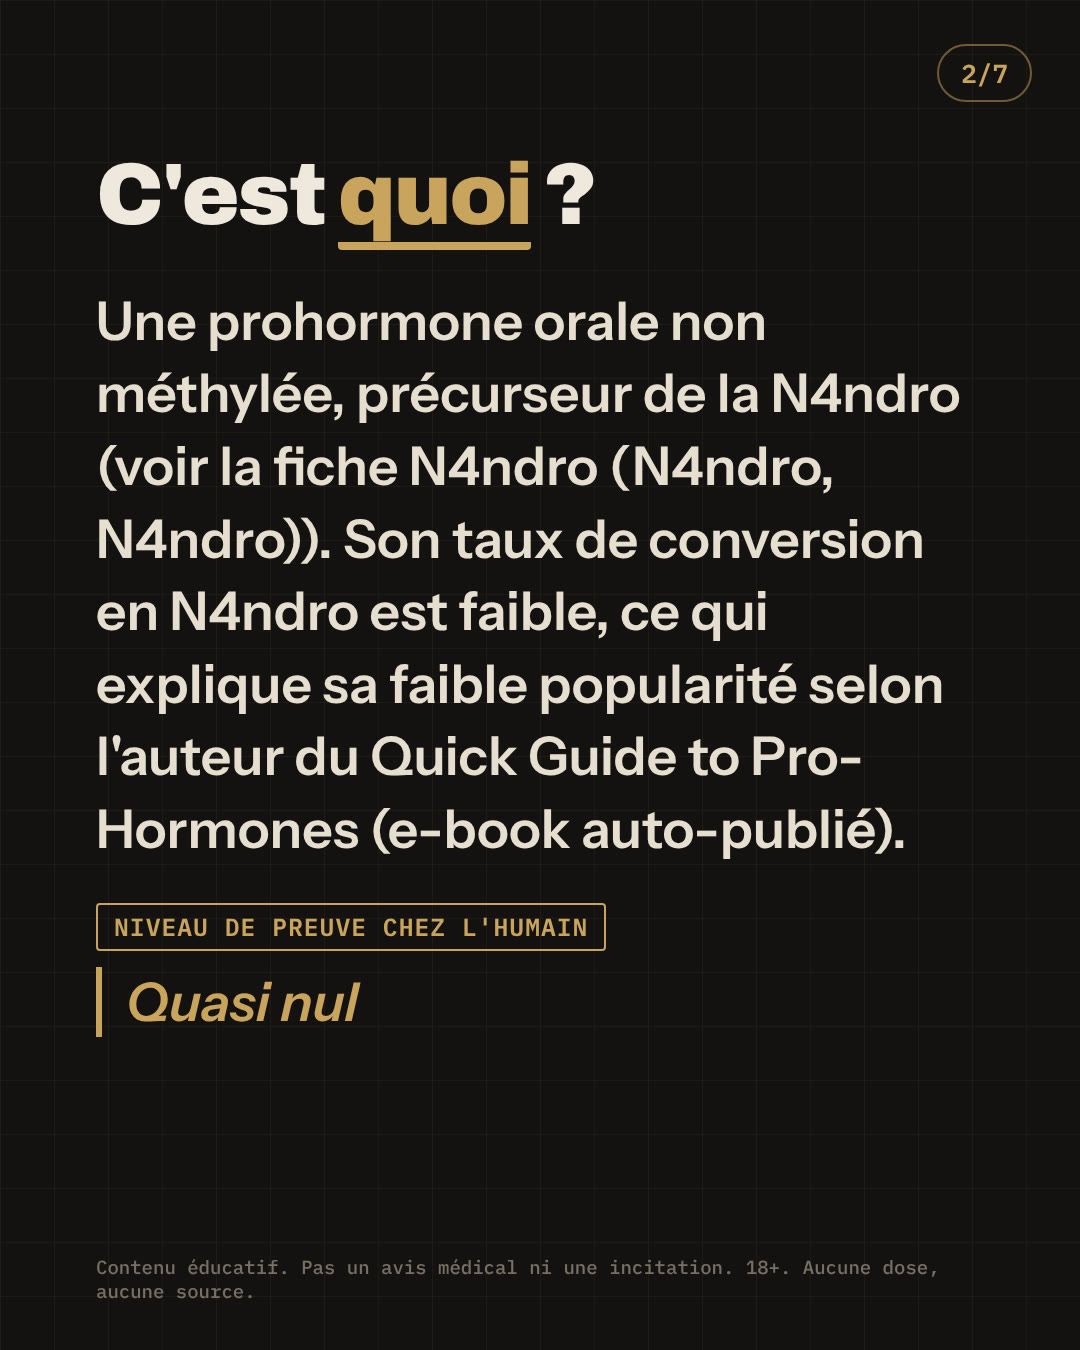 2/7
C'est quoi ?
Une prohormone orale non
méthylée, précurseur de la N4ndro
(voir la fiche N4ndro (N4ndro,
N4ndro)). Son taux de conversion
en N4ndro est faible, ce qui
explique sa faible popularité selon
l'auteur du Quick Guide to Pro-
Hormones (e-book auto-publié).
NIVEAU DE PREUVE CHEZ L'HUMAIN
Quasi nul
Contenu éducatif. Pas un avis médical ni une incitation. 18+. Aucune dose,
aucune source.